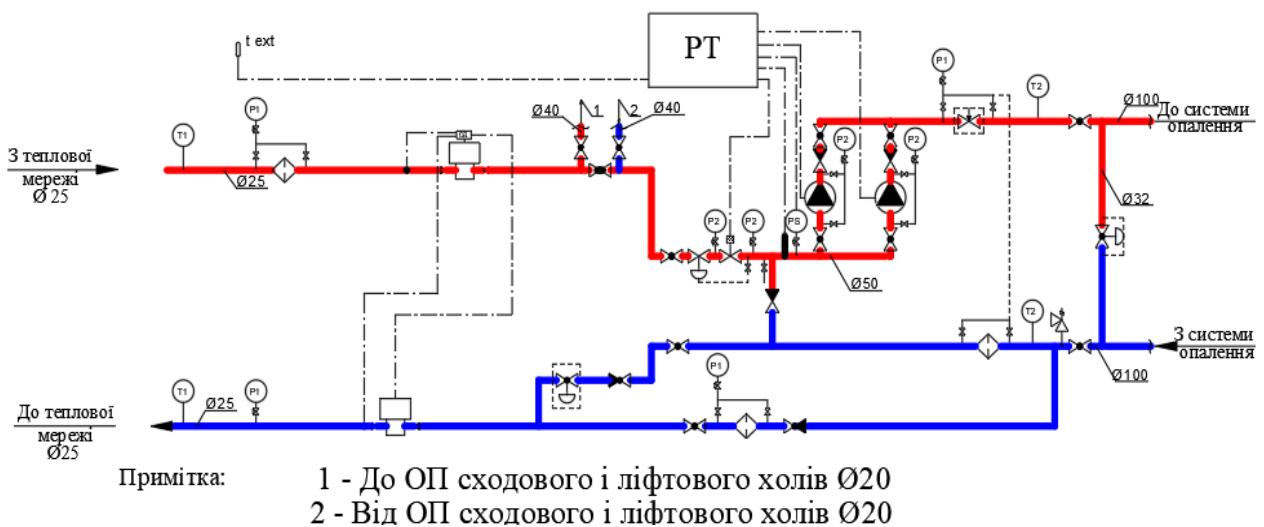 t ext
РТ
P1
T2
Ø100
До системи
опалення
Ø40
1
2
Ø40
P1
T1
P2
P2
З теплової
мережі
Ø 25
Ø25
Ø32
P2
P2
PS
Ø50
T2
З системи
опалення
Ø100
P1
T1
P1
Ø25
До теплової
мережі
Ø25
Примітка:
1 - До ОП сходового і ліфтового холів Ø20
2 - Від ОП сходового і ліфтового холів Ø20